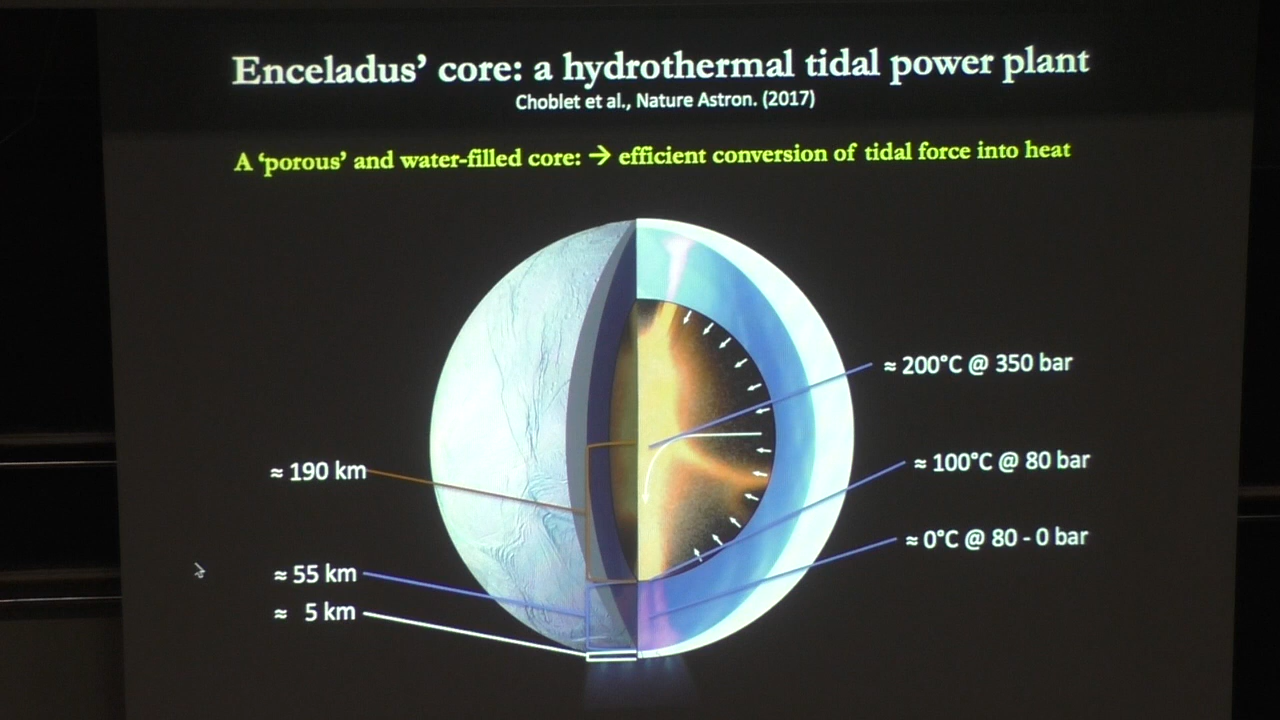 Enceladus’ core: a hydrothermal tidal power plant
Choblet et al., Nature Astron. (2017)
A ‘porous’ and water-filled core: → efficient conversion of tidal force into heat
≈ 200°C @ 350 bar
≈ 100°C @ 80 bar
≈ 190 km
≈ 0°C @ 80 - 0 bar
≈ 55 km
≈ 5 km